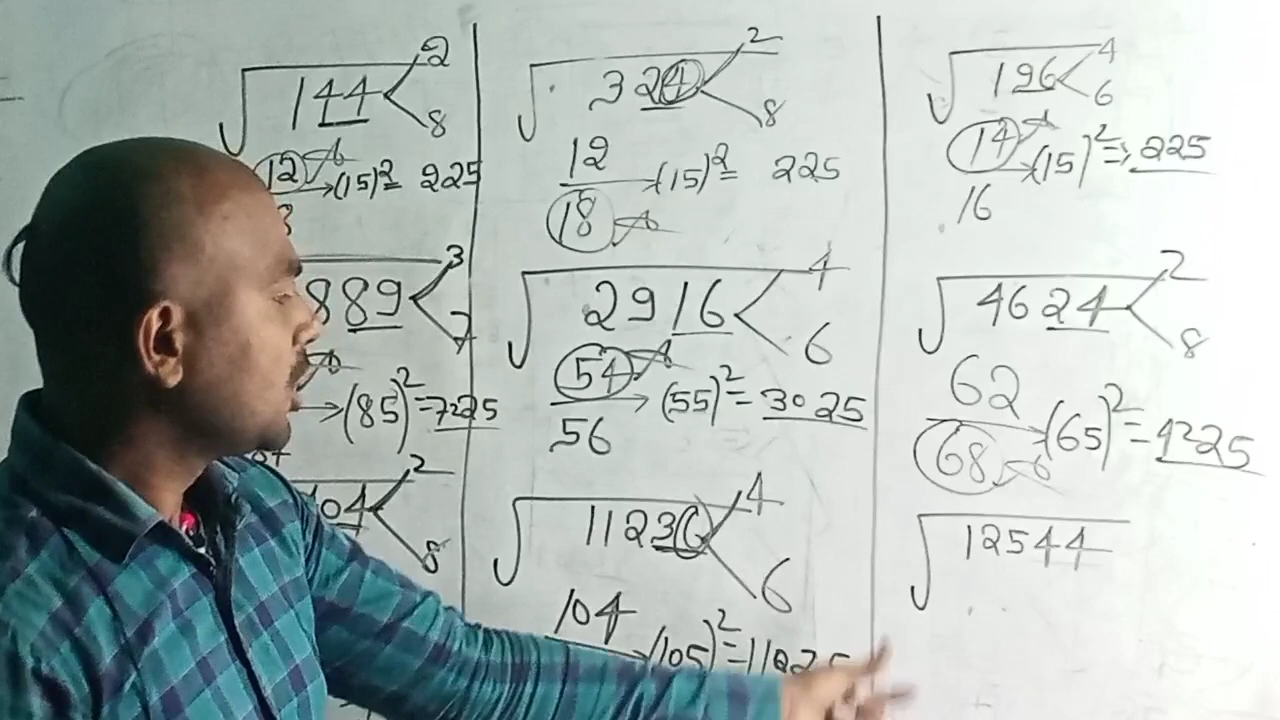 √144 < 2
8
12 → (15)² = 225
√889 < 3
7
→ (85)² = 7225
√104 < 2
8
√324 < 2
8
12 → (15)² = 225
18
√2916 < 4
6
54 → (55)² = 3025
56
√11236 < 4
6
104 → (105)² = 11025
√196 < 4
6
14 → (15)² = 225
16
√4624 < 2
8
62 → (65)² = 4225
68
√12544